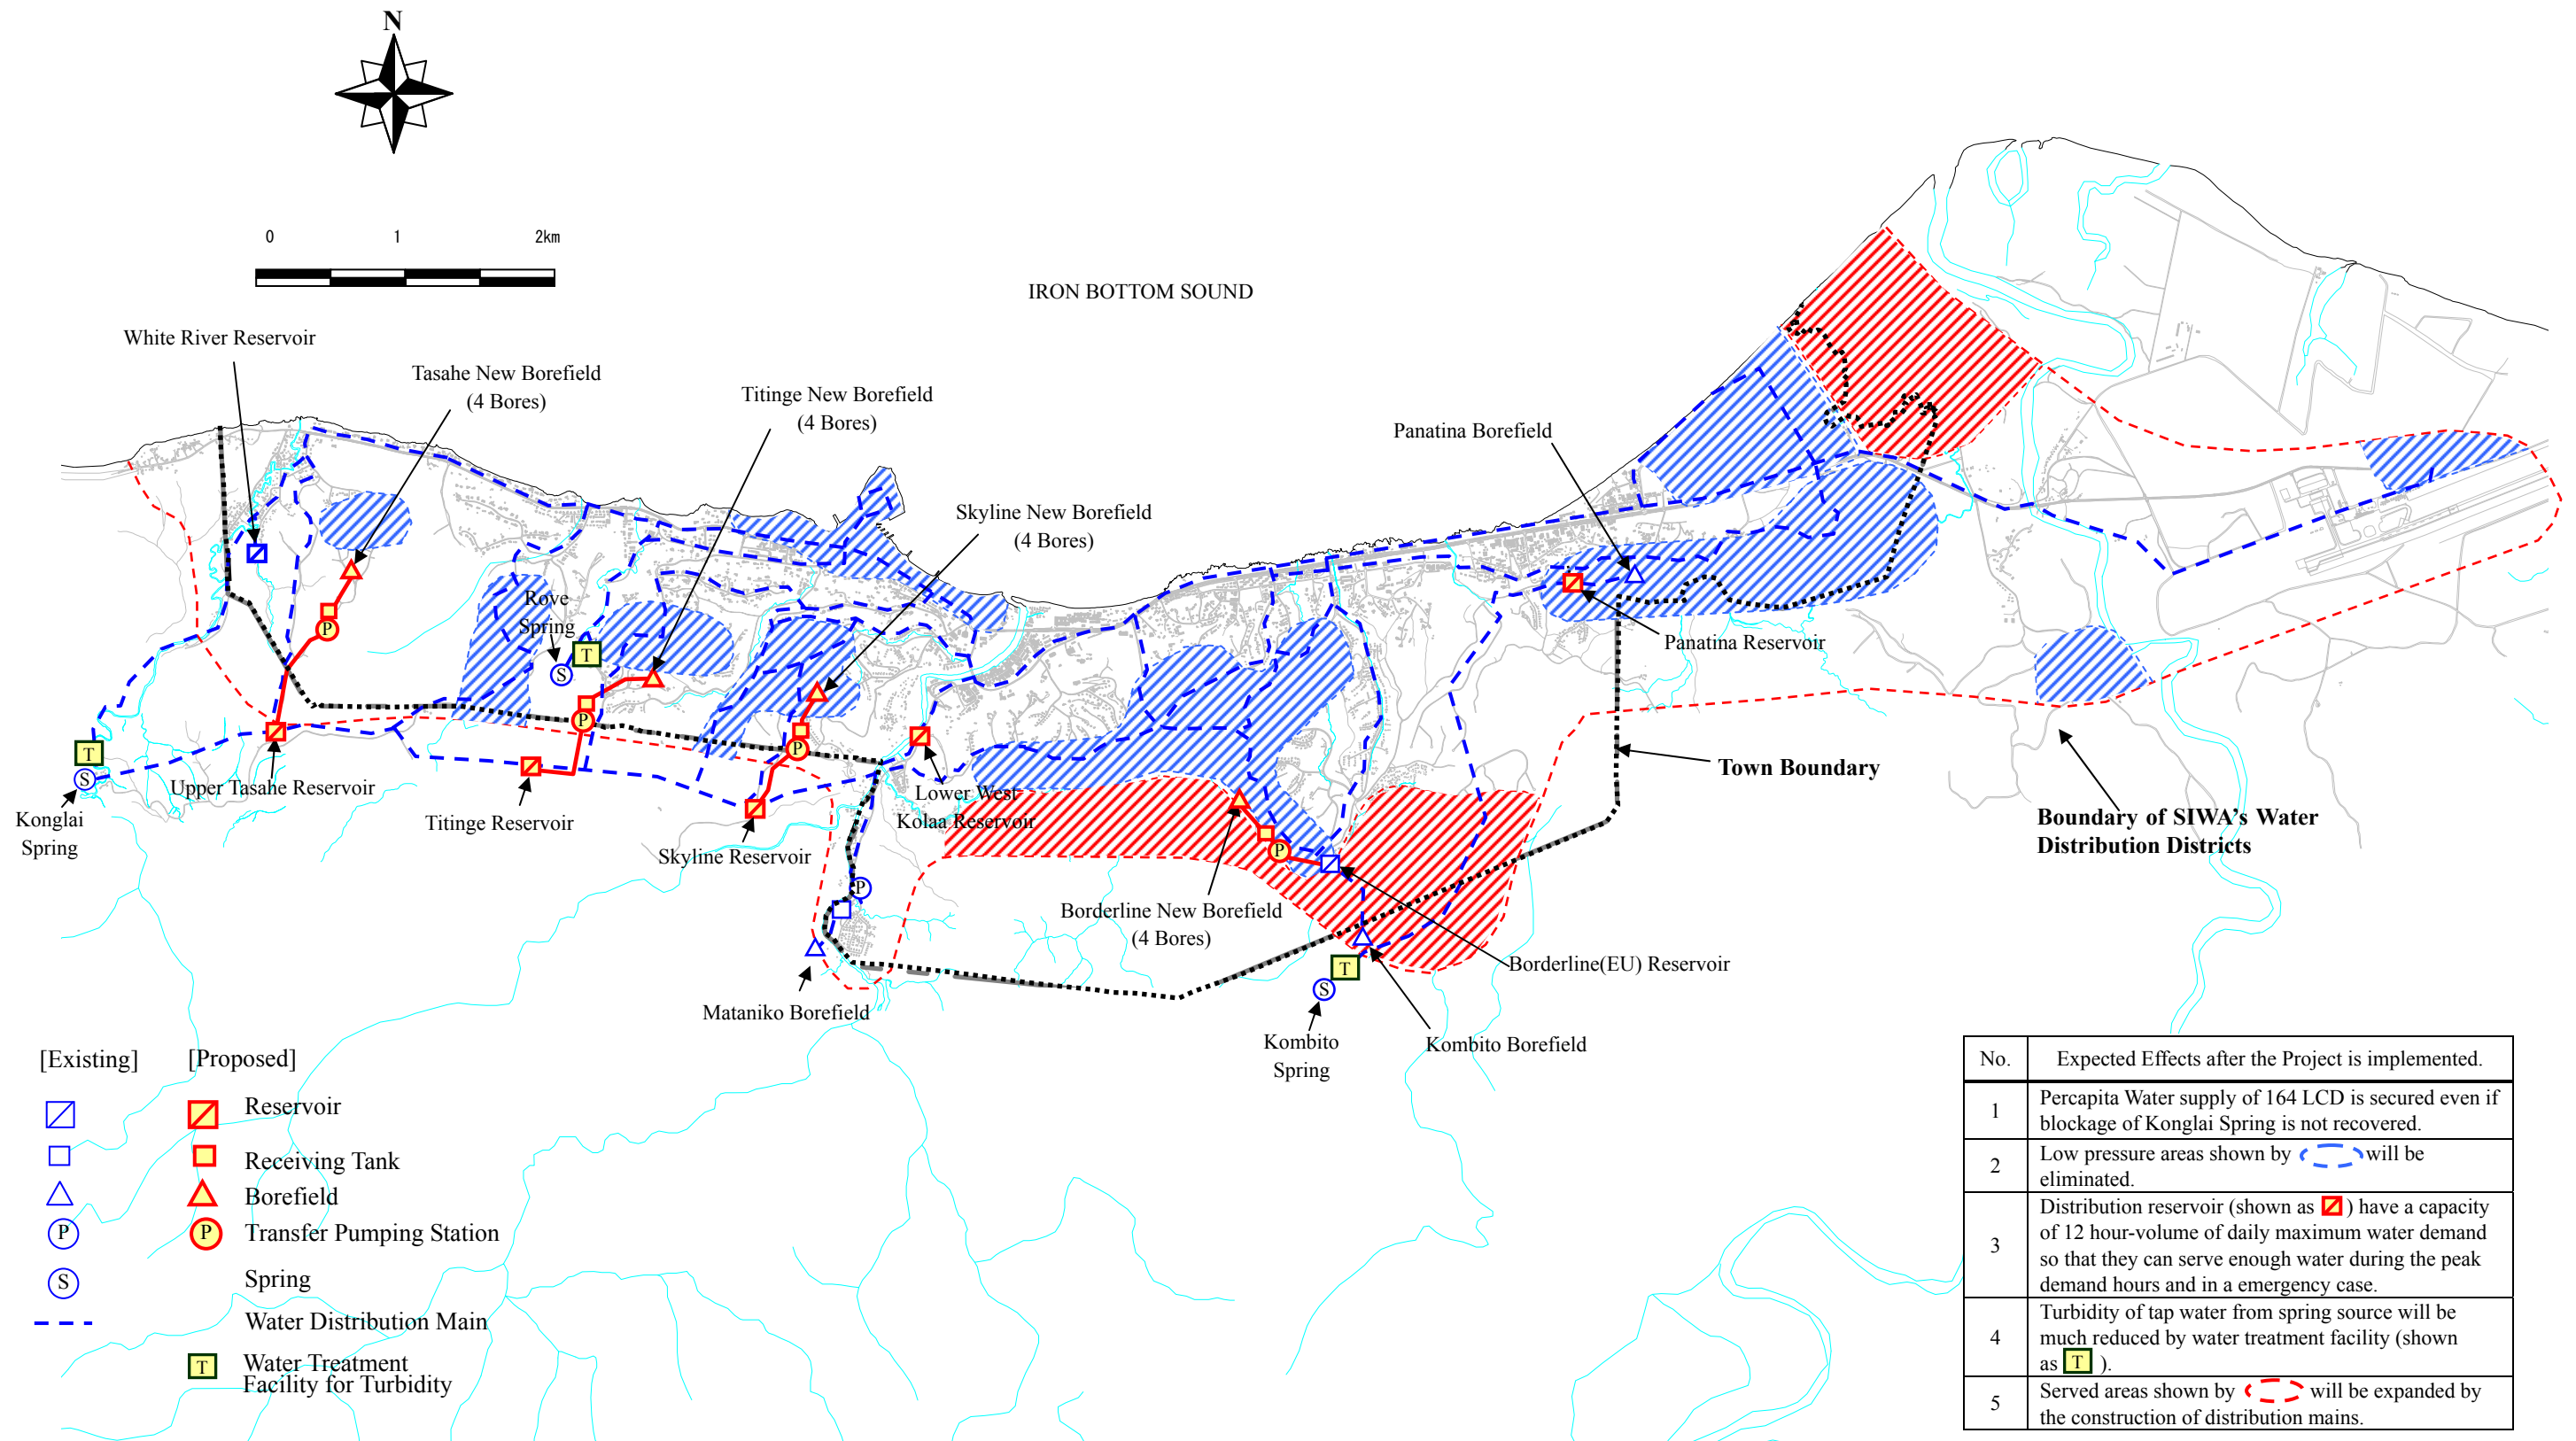 N
0 1 2km
IRON BOTTOM SOUND
White River Reservoir
Tasahe New Borefield
(4 Bores)
Titinge New Borefield
(4 Bores)
Panatina Borefield
Skyline New Borefield
(4 Bores)
Rove
Spring
T
S
P
Panatina Reservoir
P
P
T
S
Upper Tasahe Reservoir
Konglai
Spring
Titinge Reservoir
Skyline Reservoir
Lower West
Kolaa Reservoir
Town Boundary
Boundary of SIWA's Water
Distribution Districts
P
P
Borderline New Borefield
(4 Bores)
Borderline(EU) Reservoir
T
S
Mataniko Borefield
Kombito
Spring
Kombito Borefield
[Existing] [Proposed]
Reservoir
Receiving Tank
Borefield
P P Transfer Pumping Station
S Spring
Water Distribution Main
T Water Treatment
Facility for Turbidity
No. Expected Effects after the Project is implemented.
1 Percapita Water supply of 164 LCD is secured even if
blockage of Konglai Spring is not recovered.
2 Low pressure areas shown by will be
eliminated.
3 Distribution reservoir (shown as ) have a capacity
of 12 hour-volume of daily maximum water demand
so that they can serve enough water during the peak
demand hours and in a emergency case.
4 Turbidity of tap water from spring source will be
much reduced by water treatment facility (shown
as T ).
5 Served areas shown by will be expanded by
the construction of distribution mains.